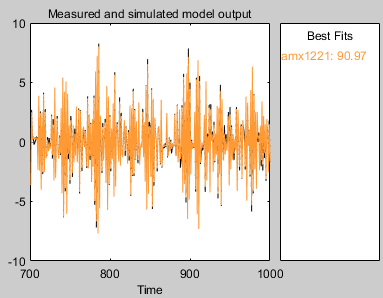 Measured and simulated model output
10
5
0
-5
-10
700
800
900
1000
Time
Best Fits
amx1221: 90.97